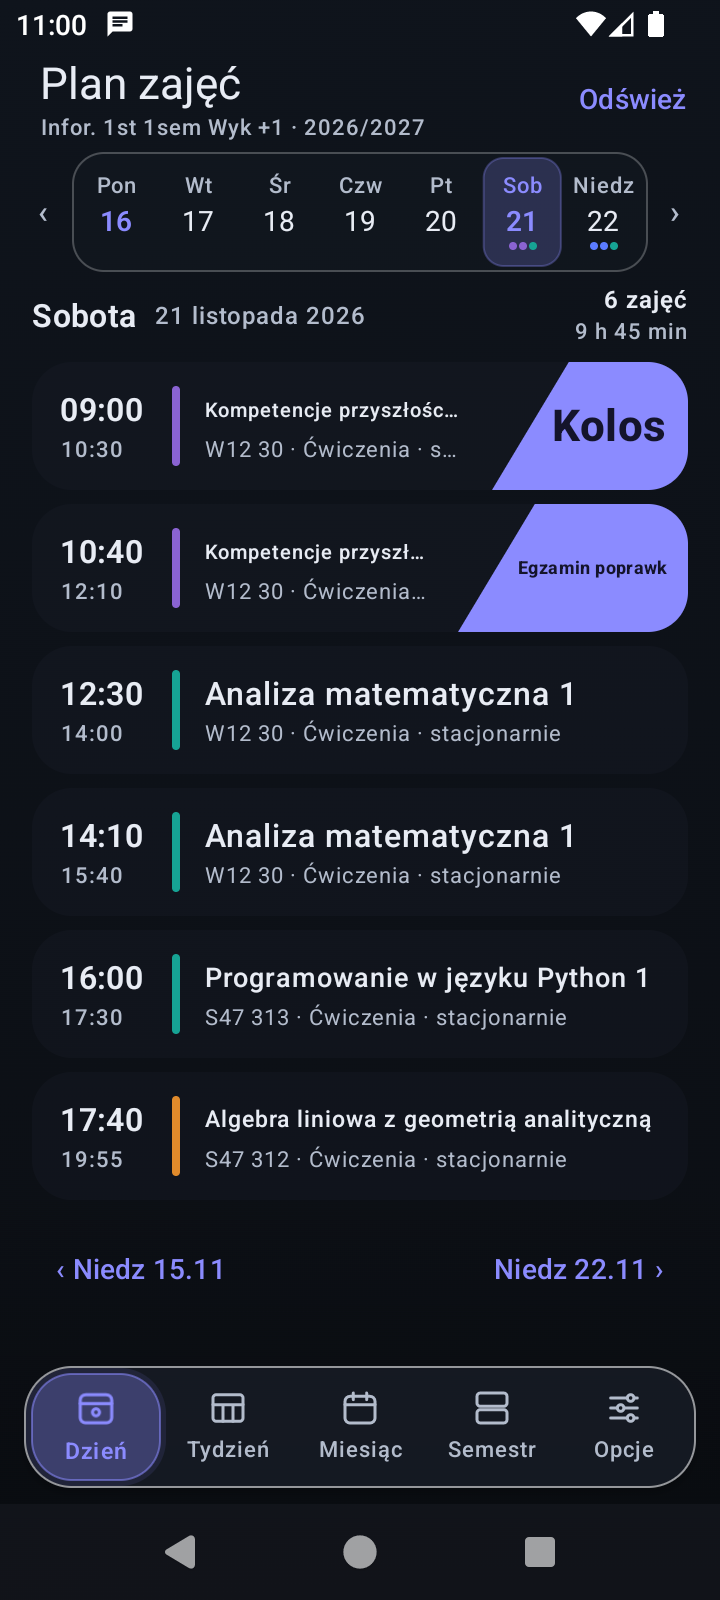 11:00
Plan zajęć
Odśwież
Infor. 1st 1sem Wyk +1 · 2026/2027
‹ Pon Wt Śr Czw Pt Sob Niedz ›
16 17 18 19 20 21 22
Sobota 21 listopada 2026
6 zajęć
9 h 45 min
09:00 Kompetencje przyszłośc…
10:30 W12 30 · Ćwiczenia · s…
Kolos
10:40 Kompetencje przyszł…
12:10 W12 30 · Ćwiczenia…
Egzamin poprawk
12:30 Analiza matematyczna 1
14:00 W12 30 · Ćwiczenia · stacjonarnie
14:10 Analiza matematyczna 1
15:40 W12 30 · Ćwiczenia · stacjonarnie
16:00 Programowanie w języku Python 1
17:30 S47 313 · Ćwiczenia · stacjonarnie
17:40 Algebra liniowa z geometrią analityczną
19:55 S47 312 · Ćwiczenia · stacjonarnie
‹ Niedz 15.11 Niedz 22.11 ›
Dzień Tydzień Miesiąc Semestr Opcje